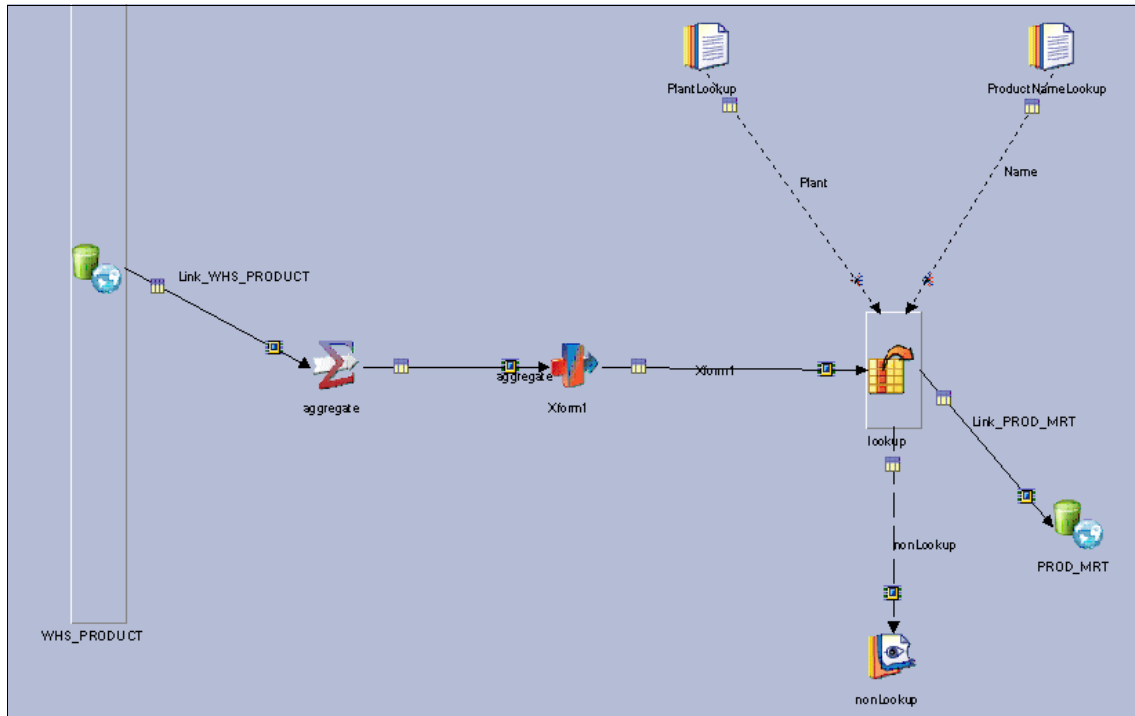 PlantLookup
ProductNameLookup
Plant
Name
Link_WHS_PRODUCT
aggregate
aggregate
Xform1
Xform1
lookup
Link_PROD_MRT
nonLookup
PROD_MRT
WHS_PRODUCT
nonLookup